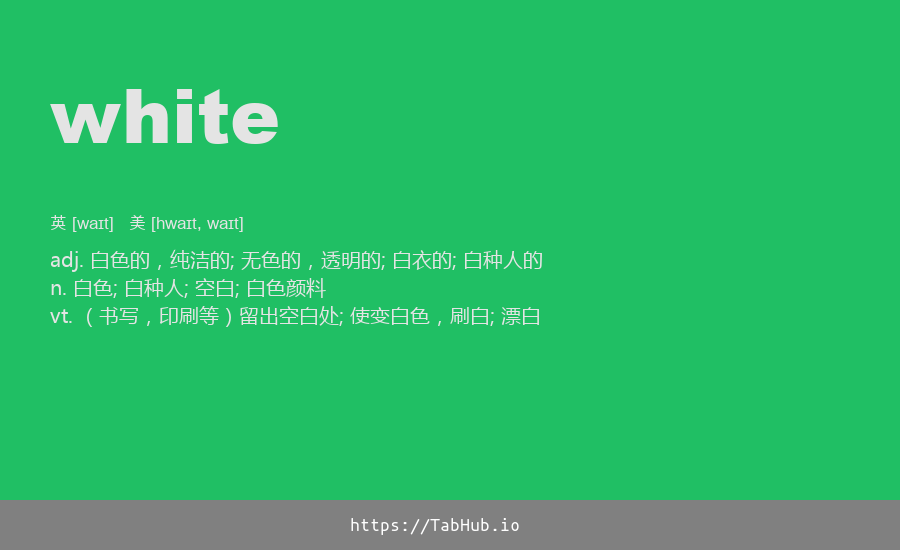 white
英 [waɪt] 美 [hwaɪt, waɪt]
adj. 白色的，纯洁的; 无色的，透明的; 白衣的; 白种人的
n. 白色; 白种人; 空白; 白色颜料
vt. （书写，印刷等）留出空白处; 使变白色，刷白; 漂白
https://TabHub.io